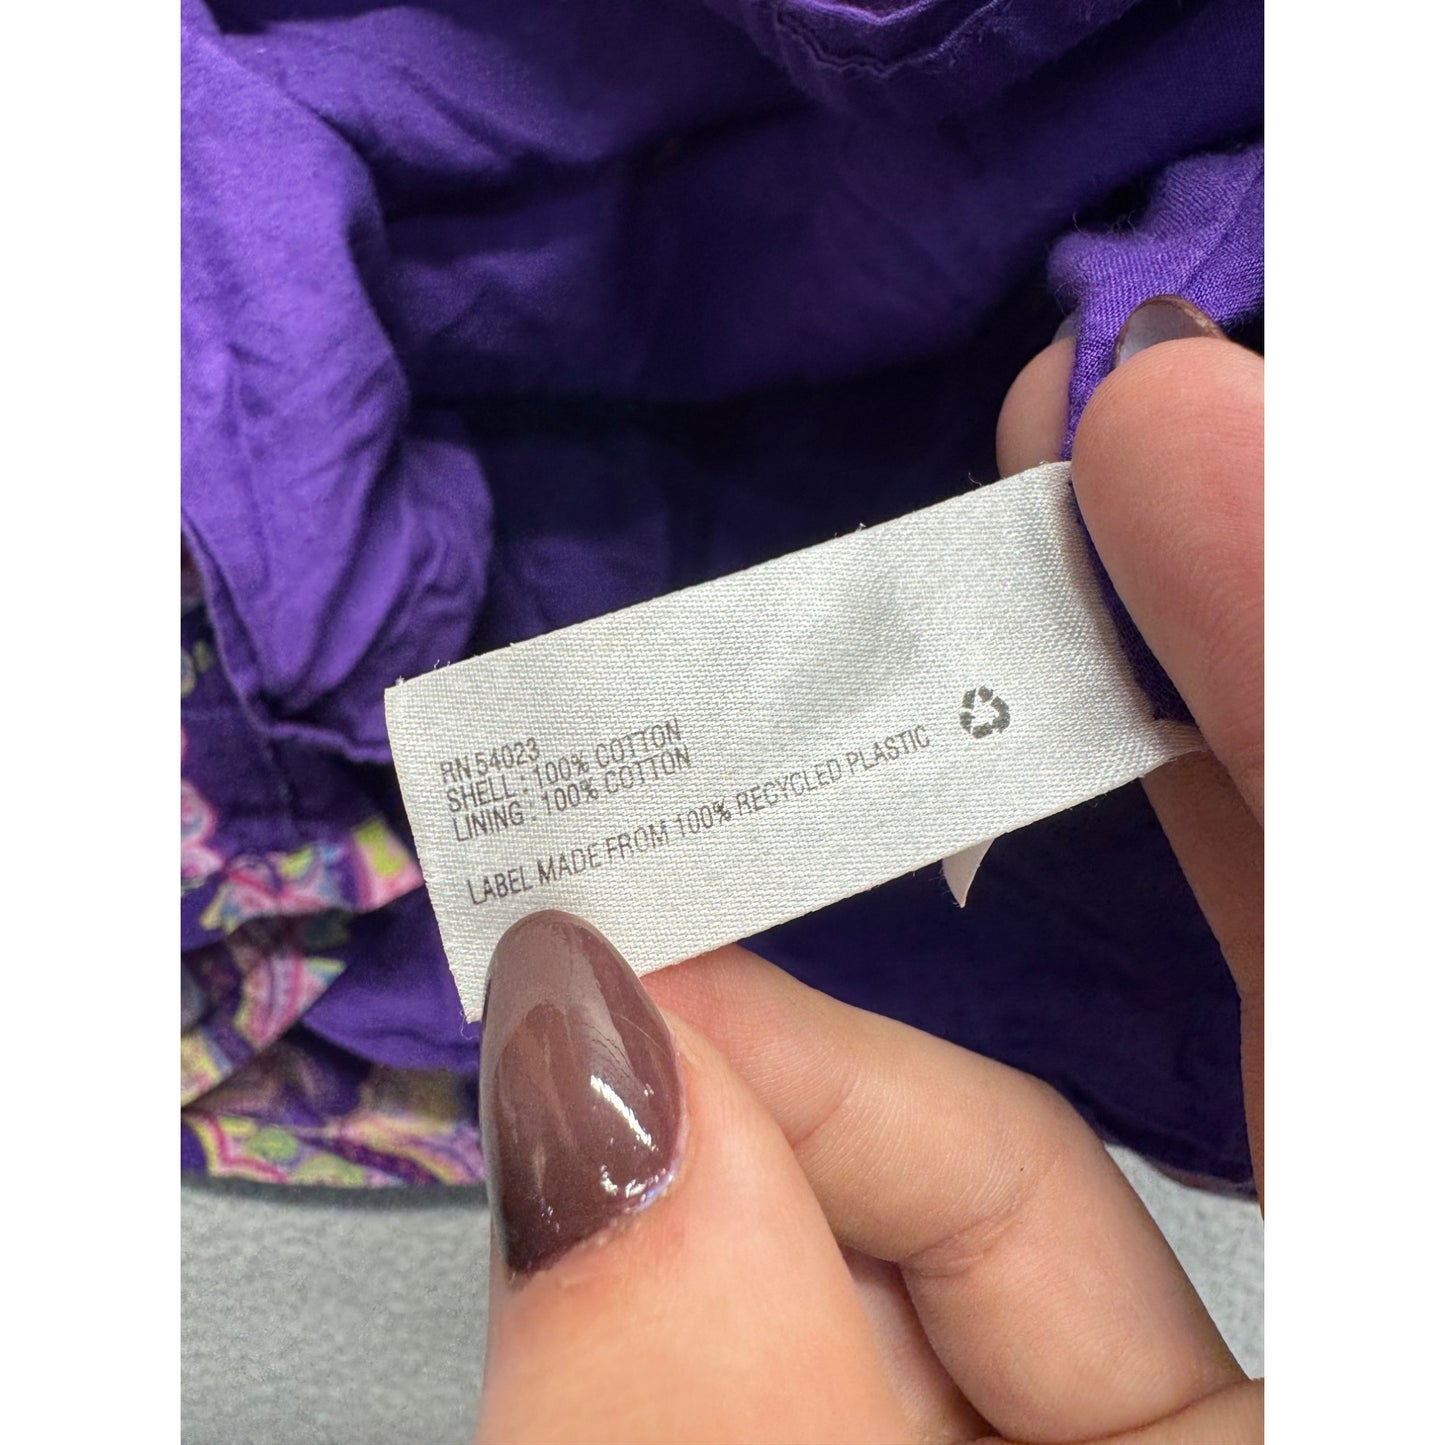 RN 54023
SHELL : 100% COTTON
LINING : 100% COTTON
LABEL MADE FROM 100% RECYCLED PLASTIC